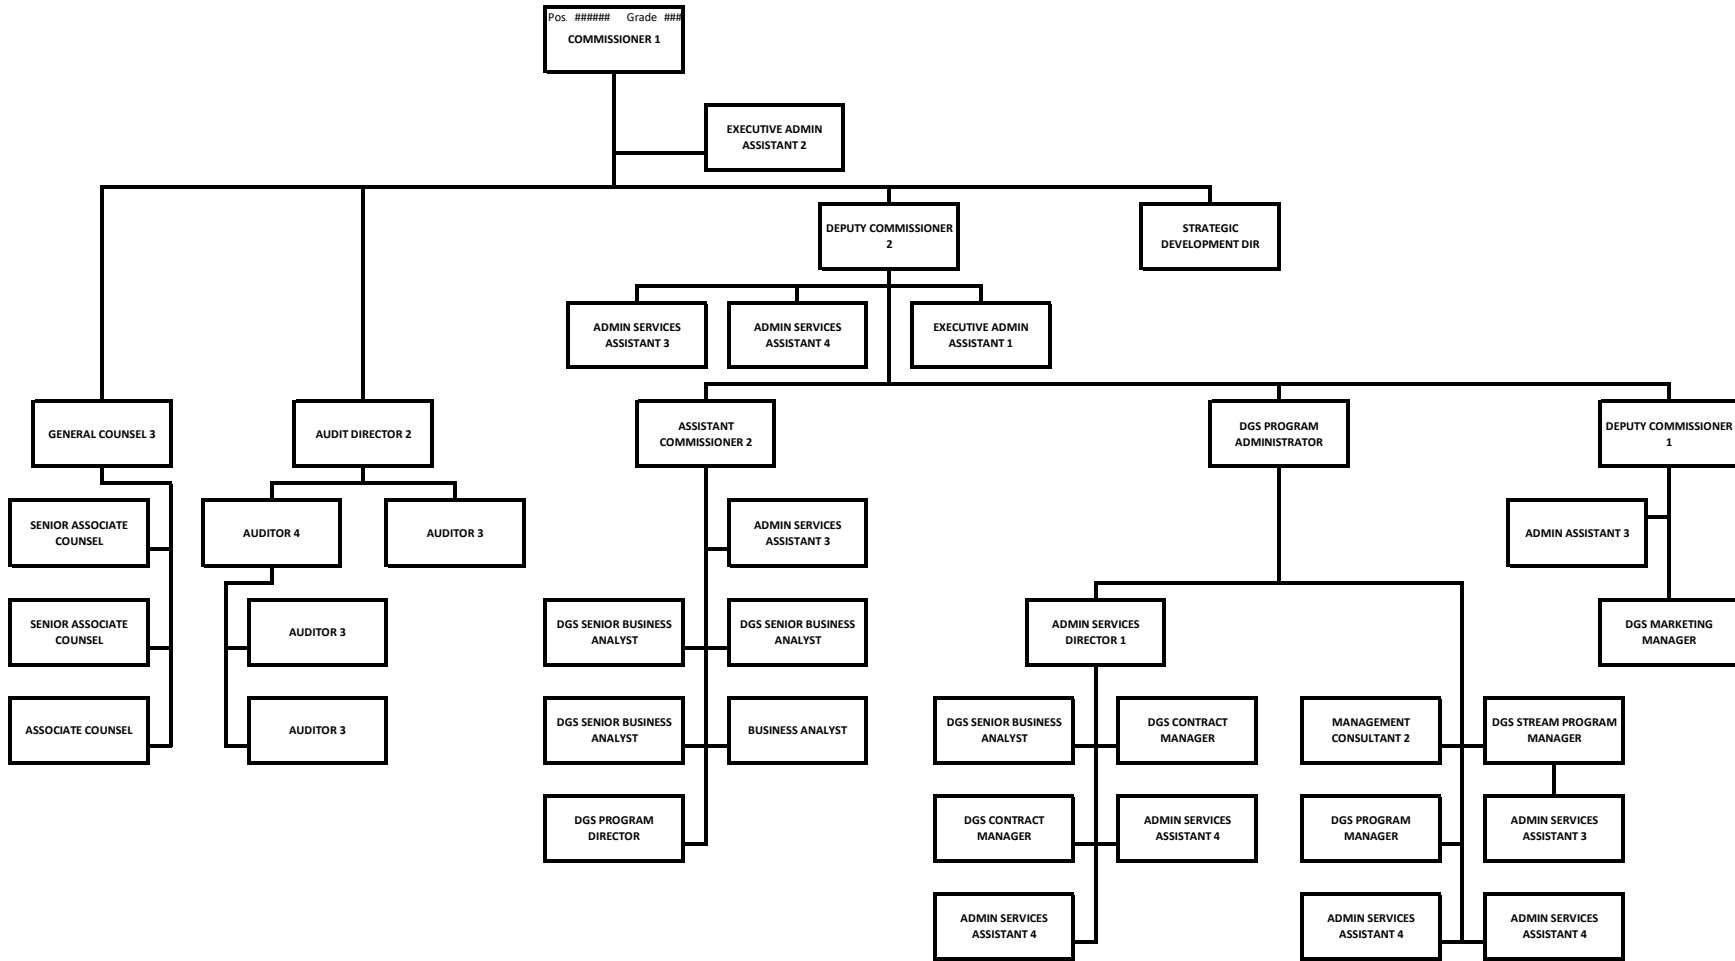 Pos. ###### Grade ###
COMMISSIONER 1
EXECUTIVE ADMIN
ASSISTANT 2
DEPUTY COMMISSIONER
2
STRATEGIC
DEVELOPMENT DIR
ADMIN SERVICES
ASSISTANT 3
ADMIN SERVICES
ASSISTANT 4
EXECUTIVE ADMIN
ASSISTANT 1
GENERAL COUNSEL 3
AUDIT DIRECTOR 2
ASSISTANT
COMMISSIONER 2
DGS PROGRAM
ADMINISTRATOR
DEPUTY COMMISSIONER
1
SENIOR ASSOCIATE
COUNSEL
AUDITOR 4
AUDITOR 3
ADMIN SERVICES
ASSISTANT 3
ADMIN ASSISTANT 3
SENIOR ASSOCIATE
COUNSEL
AUDITOR 3
DGS SENIOR BUSINESS
ANALYST
DGS SENIOR BUSINESS
ANALYST
ADMIN SERVICES
DIRECTOR 1
DGS MARKETING
MANAGER
ASSOCIATE COUNSEL
AUDITOR 3
DGS SENIOR BUSINESS
ANALYST
BUSINESS ANALYST
DGS SENIOR BUSINESS
ANALYST
DGS CONTRACT
MANAGER
MANAGEMENT
CONSULTANT 2
DGS STREAM PROGRAM
MANAGER
DGS PROGRAM
DIRECTOR
DGS CONTRACT
MANAGER
ADMIN SERVICES
ASSISTANT 4
DGS PROGRAM
MANAGER
ADMIN SERVICES
ASSISTANT 3
ADMIN SERVICES
ASSISTANT 4
ADMIN SERVICES
ASSISTANT 4
ADMIN SERVICES
ASSISTANT 4